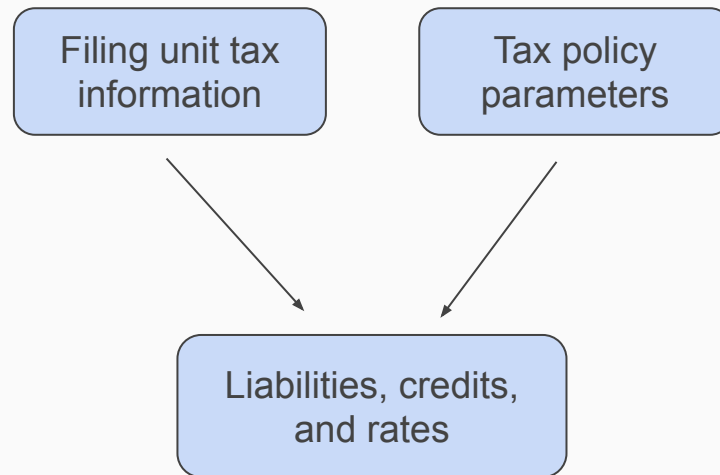 Filing unit tax
information
Tax policy
parameters
Liabilities, credits,
and rates